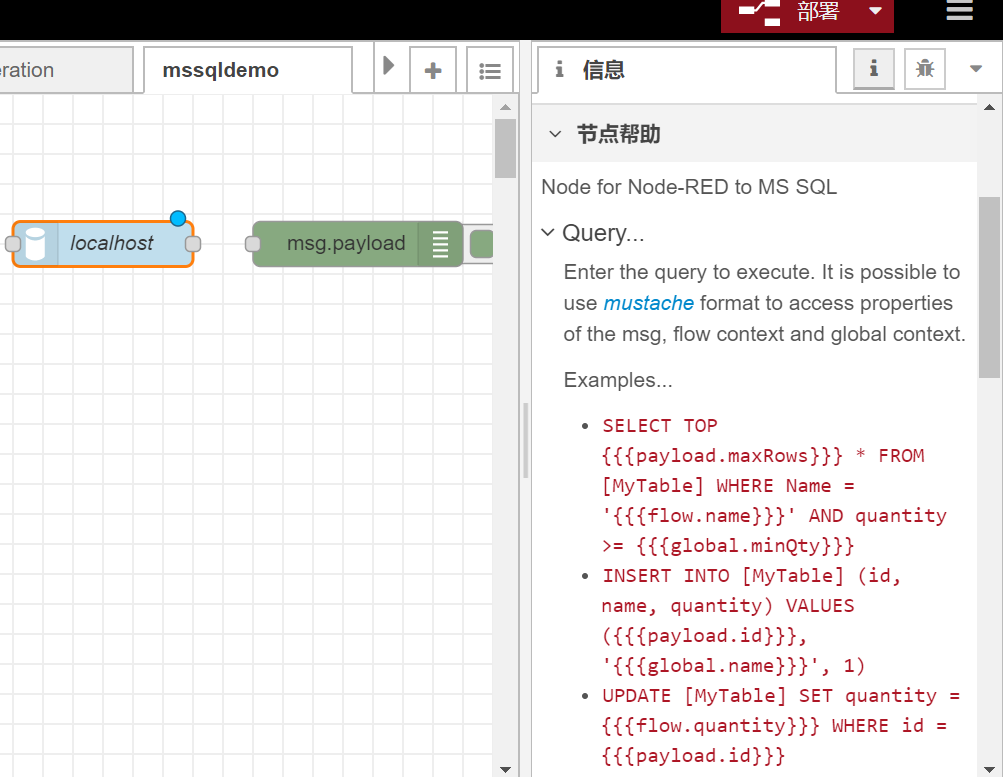 部署
eration
mssqldemo
信息
节点帮助
Node for Node-RED to MS SQL
localhost
msg.payload
Query...
Enter the query to execute. It is possible to
use mustache format to access properties
of the msg, flow context and global context.
Examples...
SELECT TOP
{{{payload.maxRows}}} * FROM
[MyTable] WHERE Name =
'{{{flow.name}}}' AND quantity
>= {{{global.minQty}}}
INSERT INTO [MyTable] (id,
name, quantity) VALUES
({{{payload.id}}},
'{{{global.name}}}', 1)
UPDATE [MyTable] SET quantity =
{{{flow.quantity}}} WHERE id =
{{{payload.id}}}